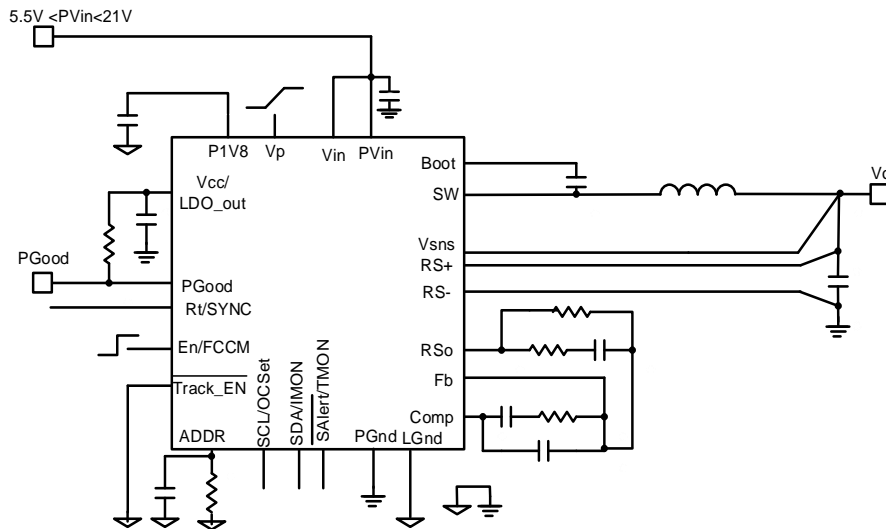 5.5V <PVin<21V
P1V8
Vp
Vin
PVin
Boot
Vcc/
LDO_out
SW
Vo
Vsns
PGood
RS+
PGood
RS-
Rt/SYNC
En/FCCM
RSo
Track_EN
Fb
Comp
ADDR
SCL/OCSet
SDA/IMON
SAlert/TMON
PGnd
LGnd